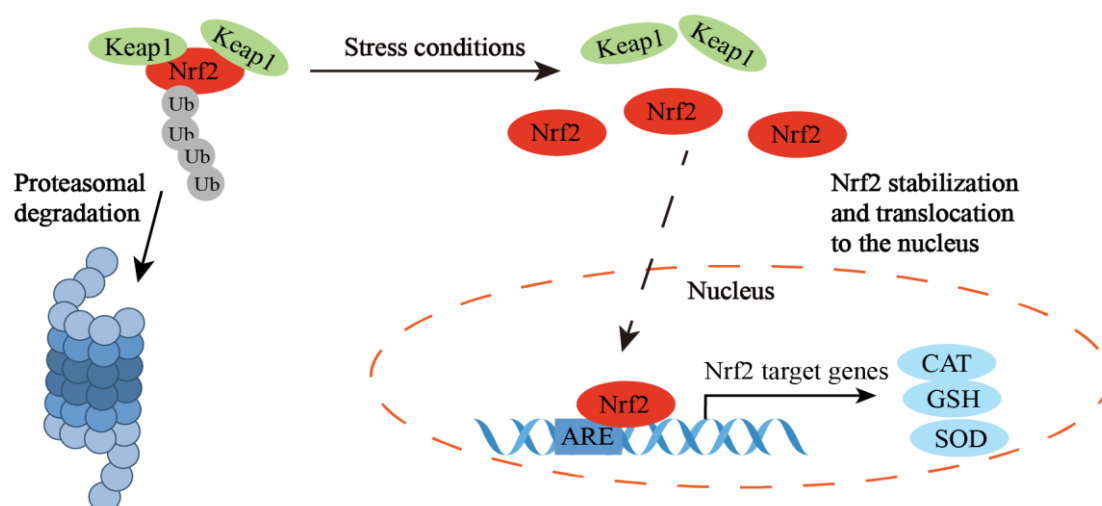 Keap1
Keap1
Nrf2
Ub
Ub
Ub
Ub
Proteasomal
degradation
Stress conditions
Keap1
Keap1
Nrf2
Nrf2
Nrf2
Nrf2 stabilization
and translocation
to the nucleus
Nucleus
Nrf2
ARE
Nrf2 target genes
CAT
GSH
SOD